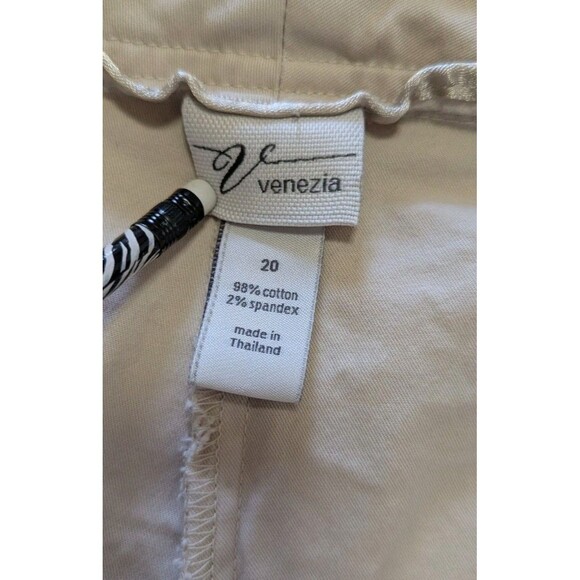 V
venezia
20
98% cotton
2% spandex
made in
Thailand